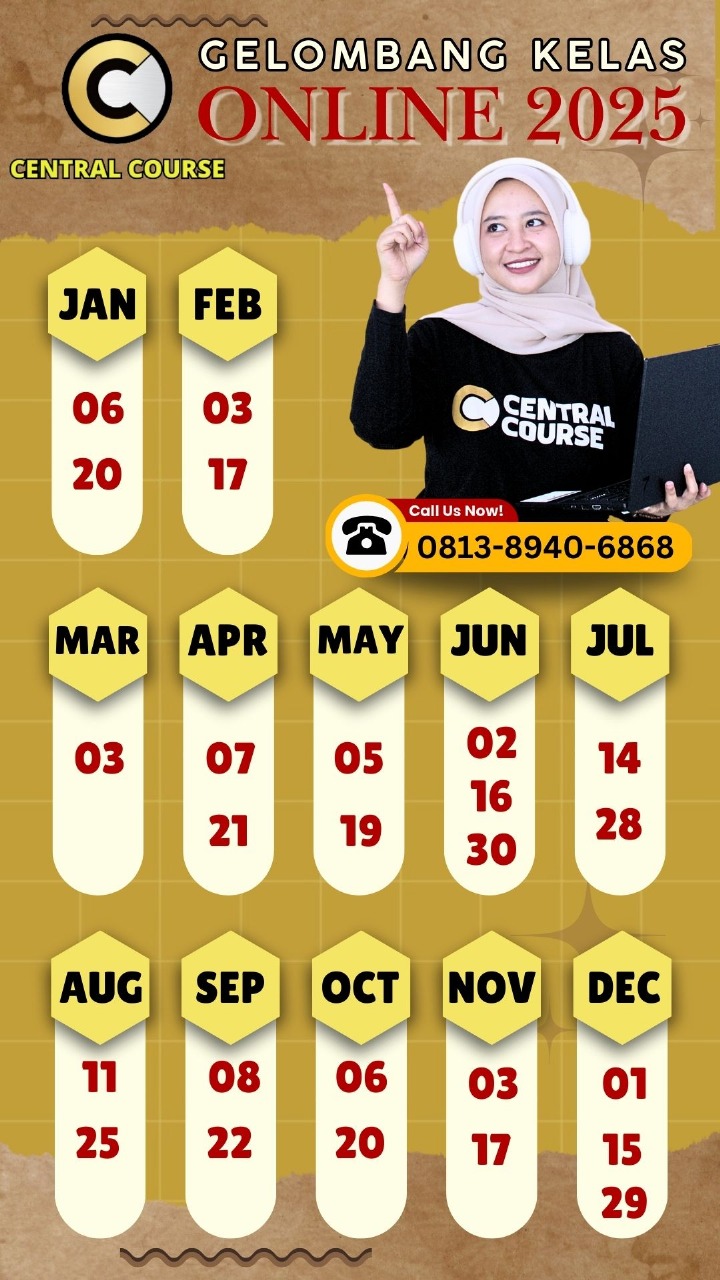 GELOMBANG KELAS
ONLINE 2025
CENTRAL COURSE
JAN
06
20
FEB
03
17
CENTRAL
COURSE
Call Us Now!
0813-8940-6868
MAR
03
APR
07
21
MAY
05
19
JUN
02
16
30
JUL
14
28
AUG
11
25
SEP
08
22
OCT
06
20
NOV
03
17
DEC
01
15
29